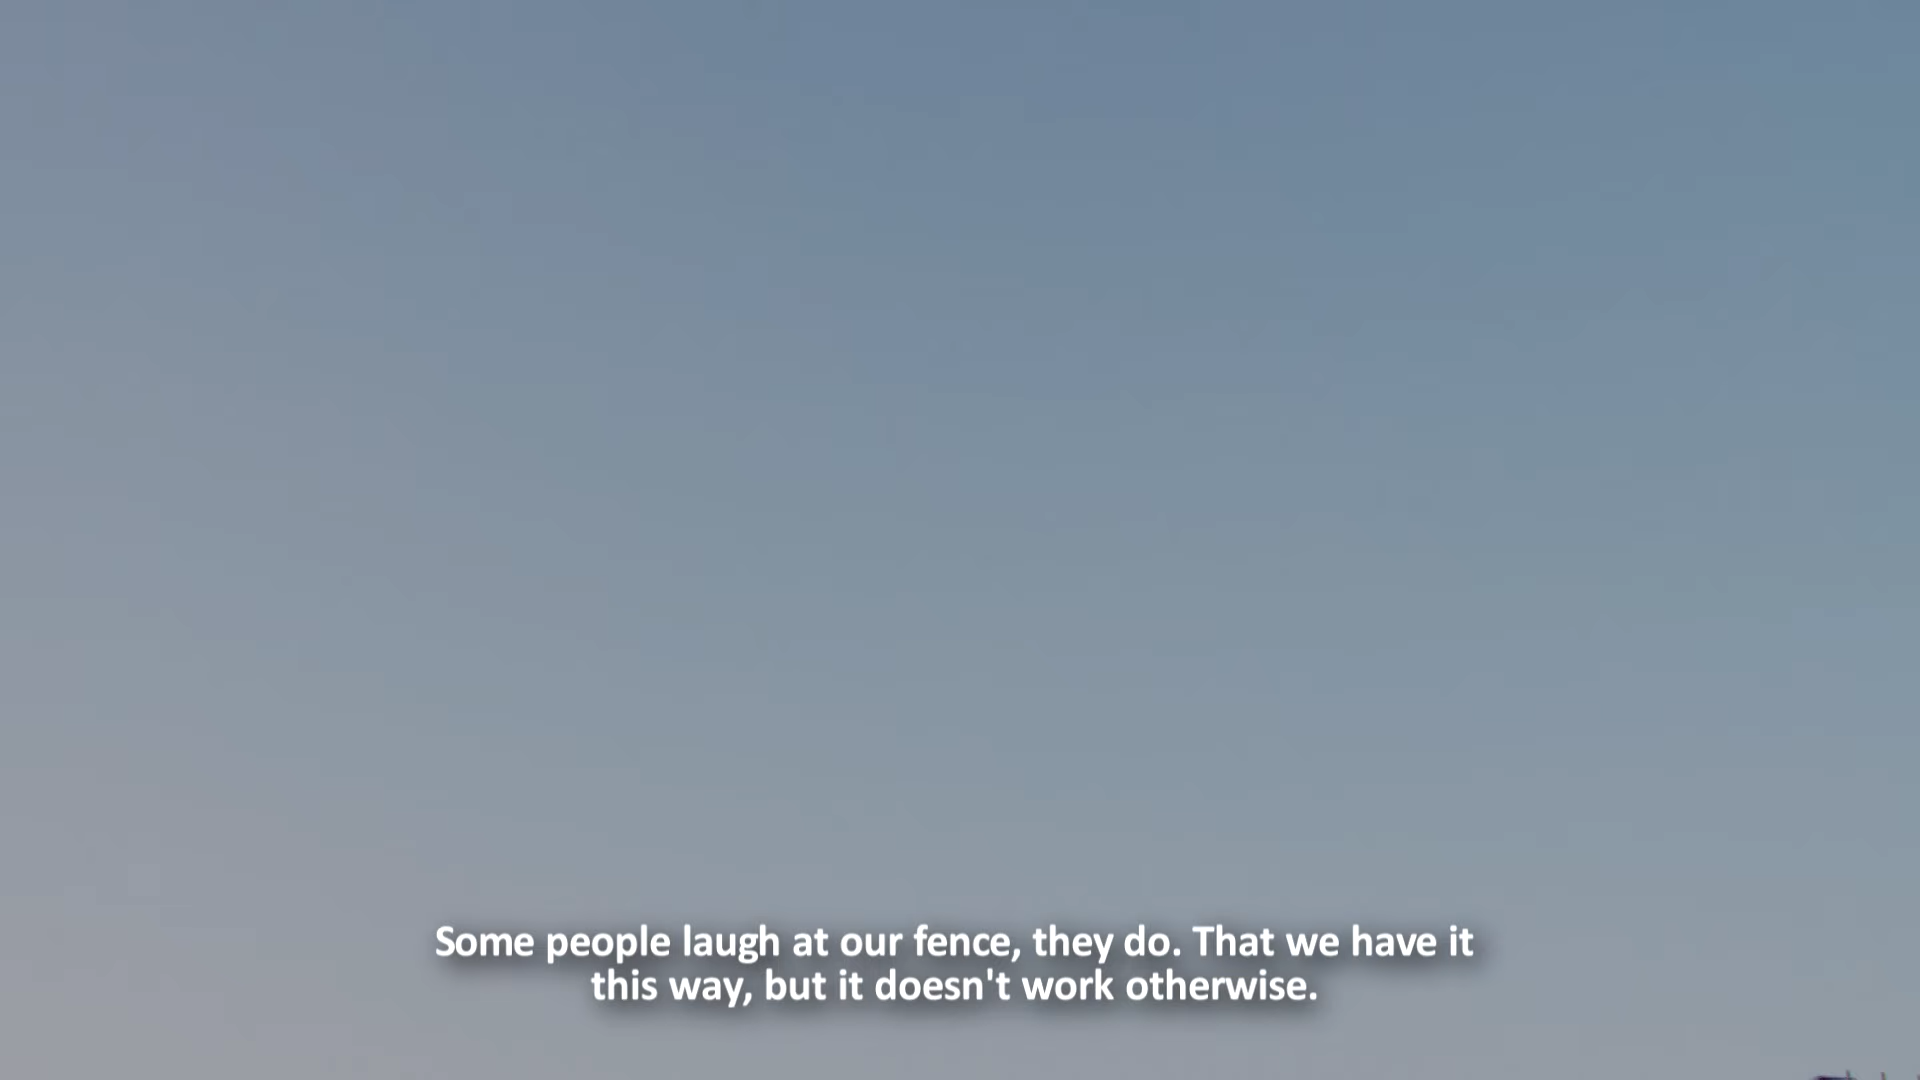 Some people laugh at our fence, they do. That we have it
this way, but it doesn't work otherwise.